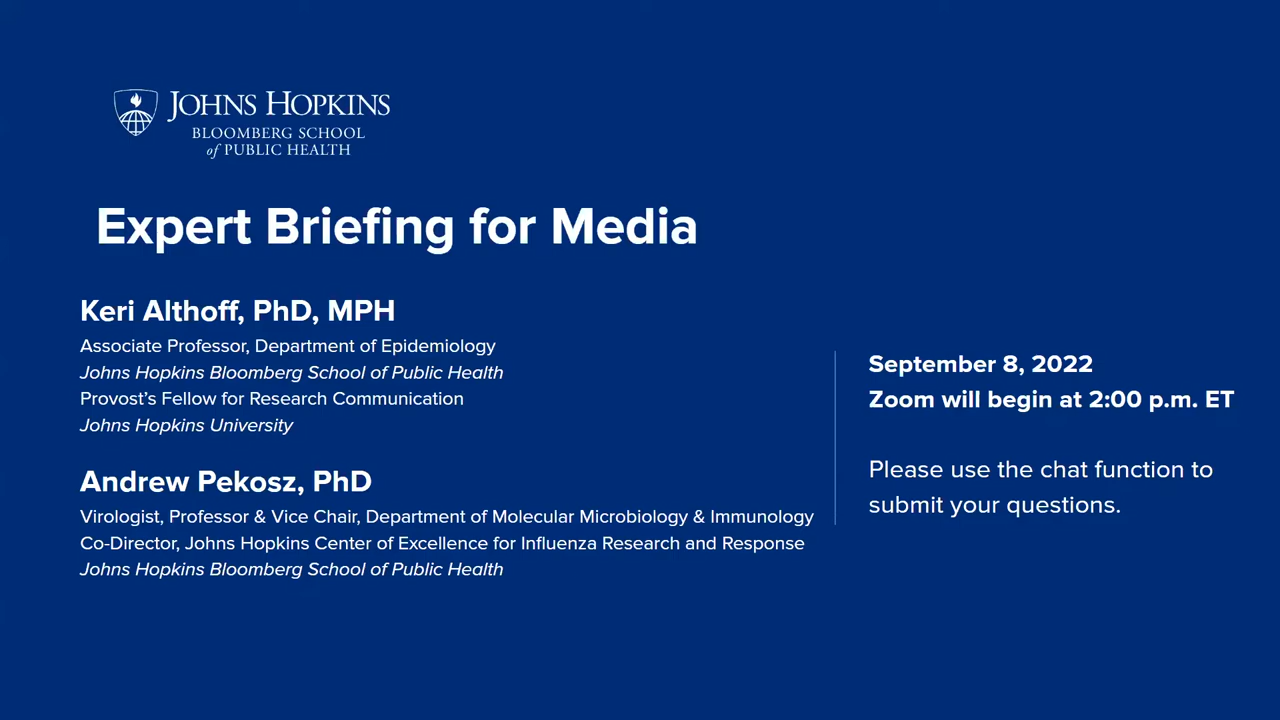 JOHNS HOPKINS
BLOOMBERG SCHOOL
of PUBLIC HEALTH
Expert Briefing for Media
Keri Althoff, PhD, MPH
Associate Professor, Department of Epidemiology
Johns Hopkins Bloomberg School of Public Health
Provost’s Fellow for Research Communication
Johns Hopkins University
Andrew Pekosz, PhD
Virologist, Professor & Vice Chair, Department of Molecular Microbiology & Immunology
Co-Director, Johns Hopkins Center of Excellence for Influenza Research and Response
Johns Hopkins Bloomberg School of Public Health
September 8, 2022
Zoom will begin at 2:00 p.m. ET
Please use the chat function to
submit your questions.